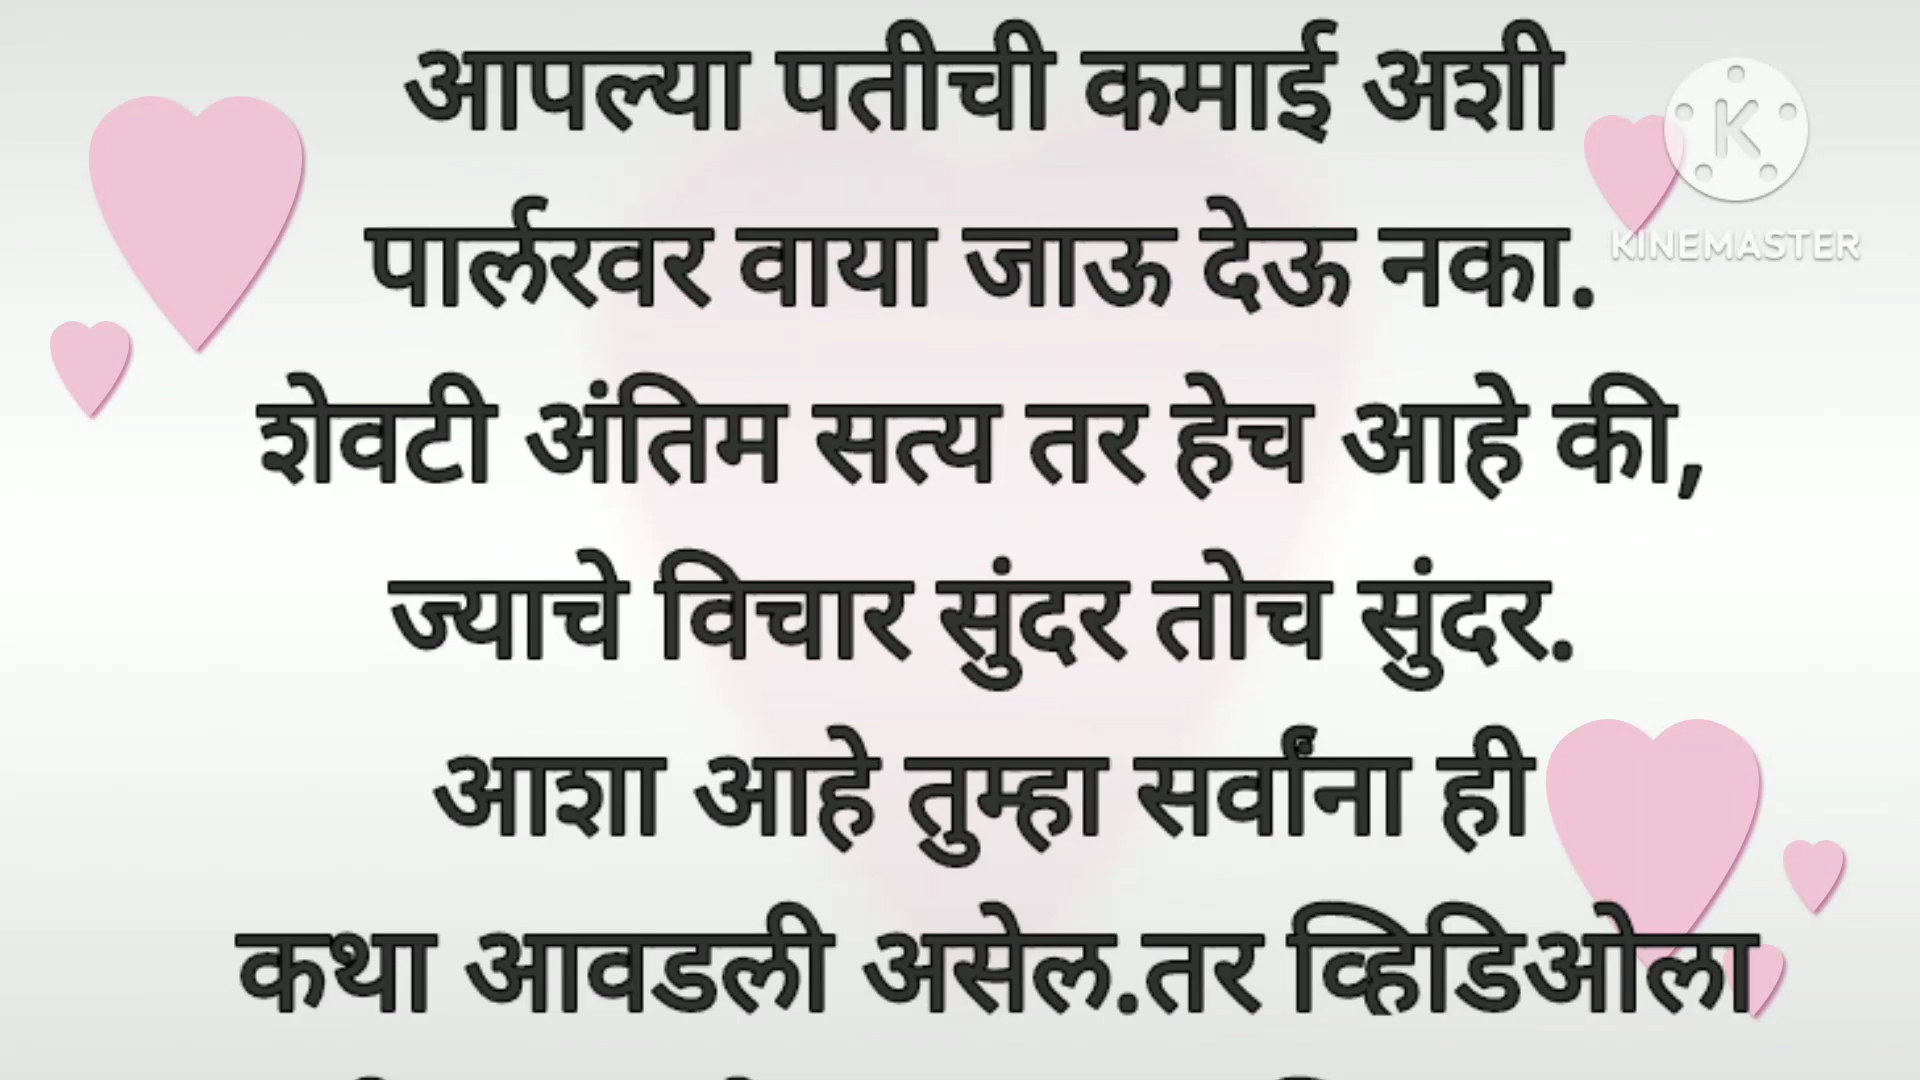 आपल्या पतीची कमाई अशी
पार्लरवर वाया जाऊ देऊ नका.
शेवटी अंतिम सत्य तर हेच आहे की,
ज्याचे विचार सुंदर तोच सुंदर.
आशा आहे तुम्हा सर्वांना ही
कथा आवडली असेल.तर व्हिडिओला
K
KINEMASTER